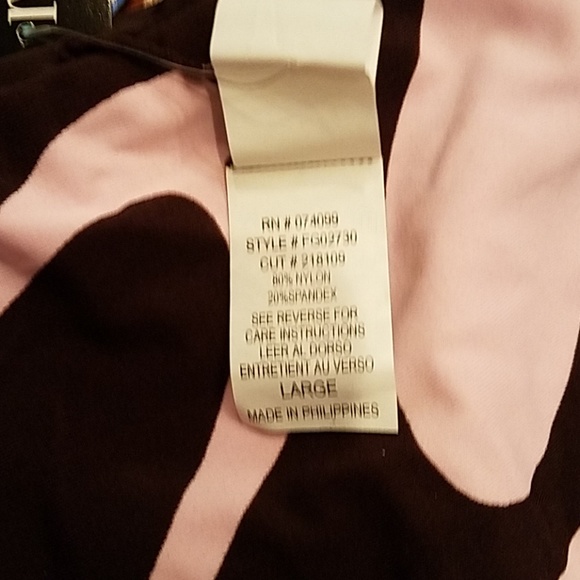 RN # 074099
STYLE # FG02730
CUT # 218109
80% NYLON
20%SPANDEX
SEE REVERSE FOR
CARE INSTRUCTIONS
LEER AL DORSO
ENTRETIENT AU VERSO
LARGE
MADE IN PHILIPPINES